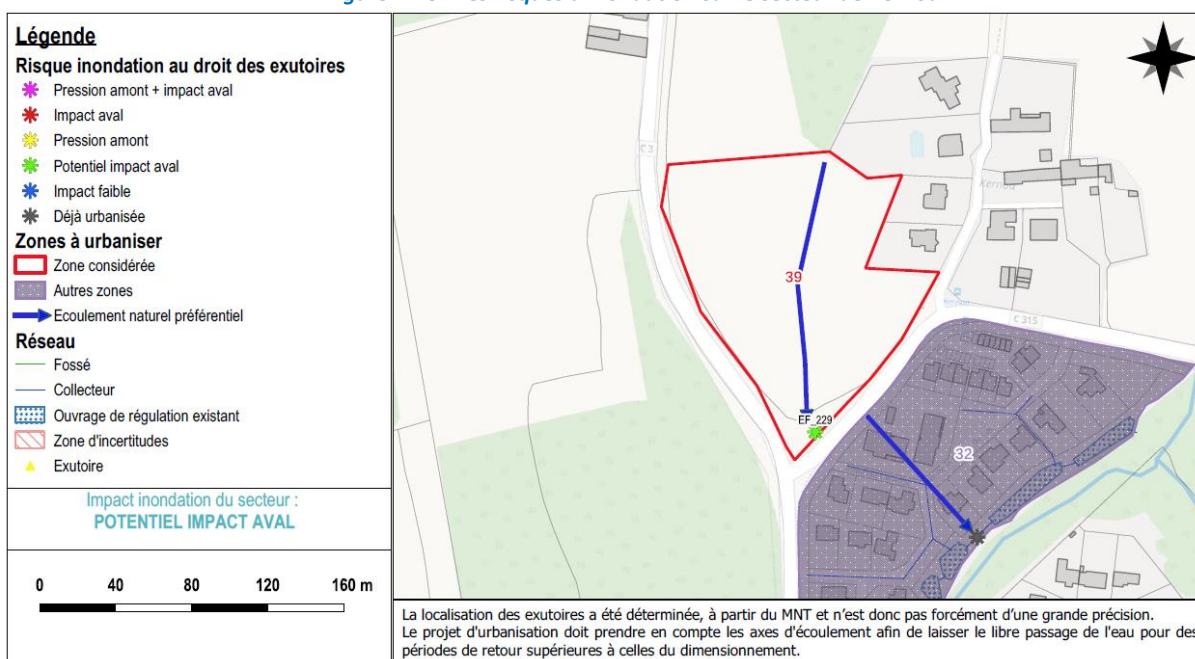 Légende
Risque inondation au droit des exutoires
Pression amont + impact aval
Impact aval
Pression amont
Potentiel impact aval
Impact faible
Déjà urbanisée
Zones à urbaniser
Zone considérée
Autres zones
Ecoulement naturel préférentiel
Réseau
Fossé
Collecteur
Ouvrage de régulation existant
Zone d'incertitudes
Exutoire
Impact inondation du secteur :
POTENTIEL IMPACT AVAL
0 40 80 120 160 m
C 3
39
EF_229
C 315
32
La localisation des exutoires a été déterminée, à partir du MNT et n'est donc pas forcément d'une grande précision.
Le projet d'urbanisation doit prendre en compte les axes d'écoulement afin de laisser le libre passage de l'eau pour des
périodes de retour supérieures à celles du dimensionnement.